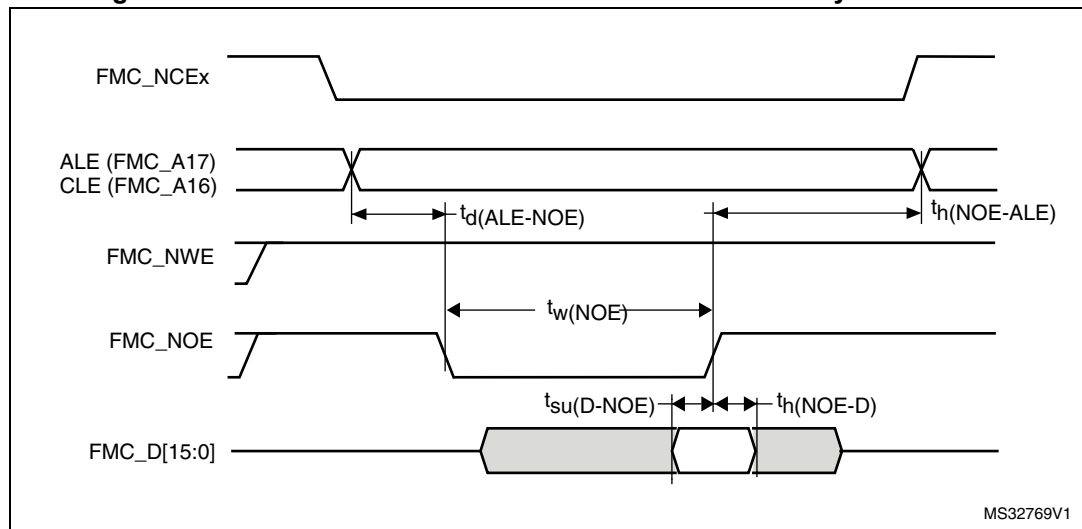 FMC_NCEx
ALE (FMC_A17)
CLE (FMC_A16)
td(ALE-NOE)
th(NOE-ALE)
FMC_NWE
tw(NOE)
FMC_NOE
tsu(D-NOE)
th(NOE-D)
FMC_D[15:0]
MS32769V1